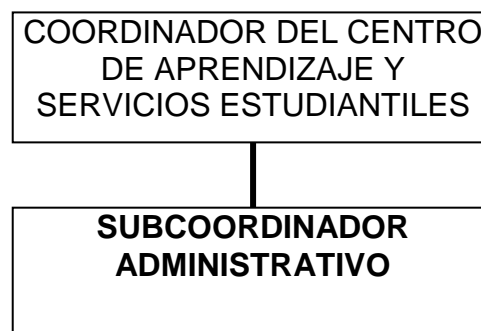 COORDINADOR DEL CENTRO
DE APRENDIZAJE Y
SERVICIOS ESTUDIANTILES
SUBCOORDINADOR
ADMINISTRATIVO